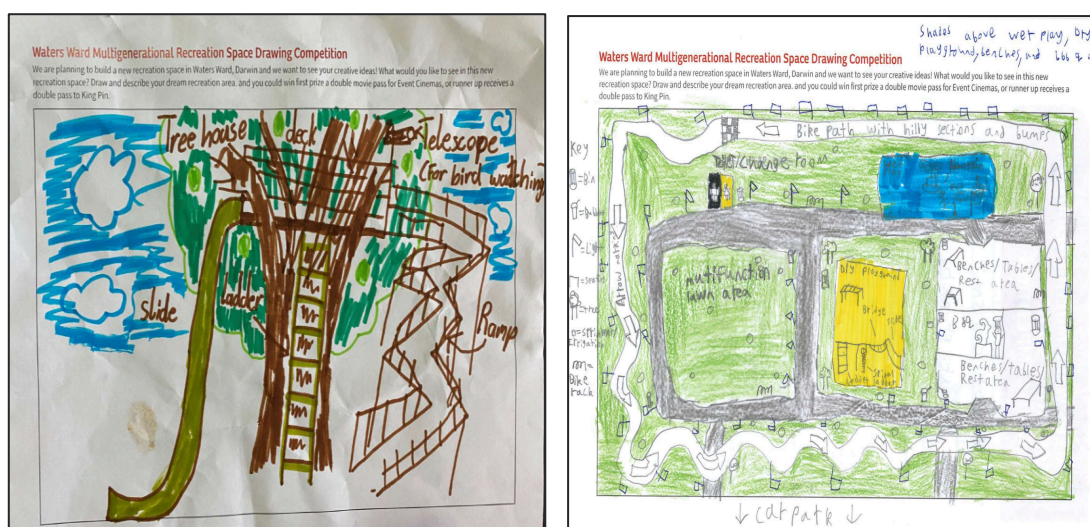 Waters Ward Multigenerational Recreation Space Drawing Competition
We are planning to build a new recreation space in Waters Ward, Darwin and we want to see your creative ideas! What would you like to see in this new
recreation space? Draw and describe your dream recreation area. and you could win first prize a double movie pass for Event Cinemas, or runner up receives a
double pass to King Pin.
Tree house
deck
Telescope
(for bird watching)
Slide
ladder
Ramp
Shades above wet play, Dry
playground, benches, and bbq a
Waters Ward Multigenerational Recreation Space Drawing Competition
We are planning to build a new recreation space in Waters Ward, Darwin and we want to see your creative ideas! What would you like to see in this new
recreation space? Draw and describe your dream recreation area. and you could win first prize a double movie pass for Event Cinemas, or runner up receives a
double pass to King Pin.
Bike path with hilly sections and bumps
Key
=Bin
change room
multifunction
lawn area
Dry playground
Bridge
Benches/Tables/
Rest area
BBQ
Benches/tables/
Rest area
=Bike
rack
↓ car park ↓